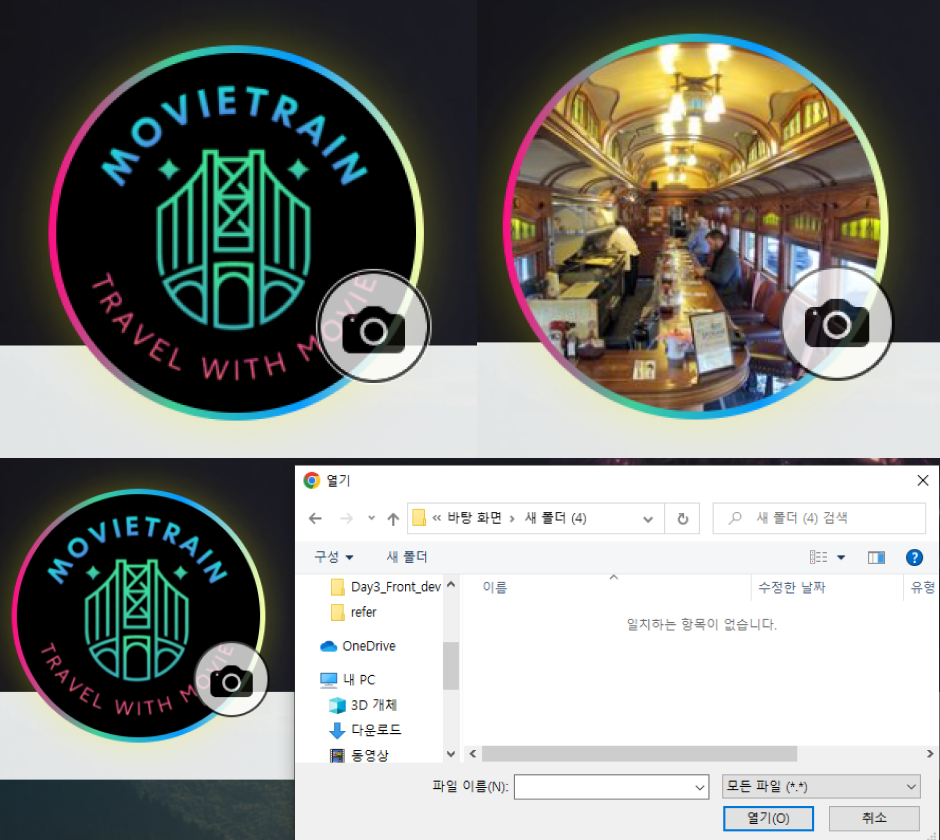 MOVIETRAIN
TRAVEL WITH MOVIE
MOVIETRAIN
TRAVEL WITH MOVIE
열기
« 바탕 화면 › 새 폴더 (4)
새 폴더 (4) 검색
구성
새 폴더
Day3_Front_dev
refer
OneDrive
내 PC
3D 개체
다운로드
동영상
이름
수정한 날짜
유형
일치하는 항목이 없습니다.
파일 이름(N):
모든 파일 (*.*)
열기(O)
취소